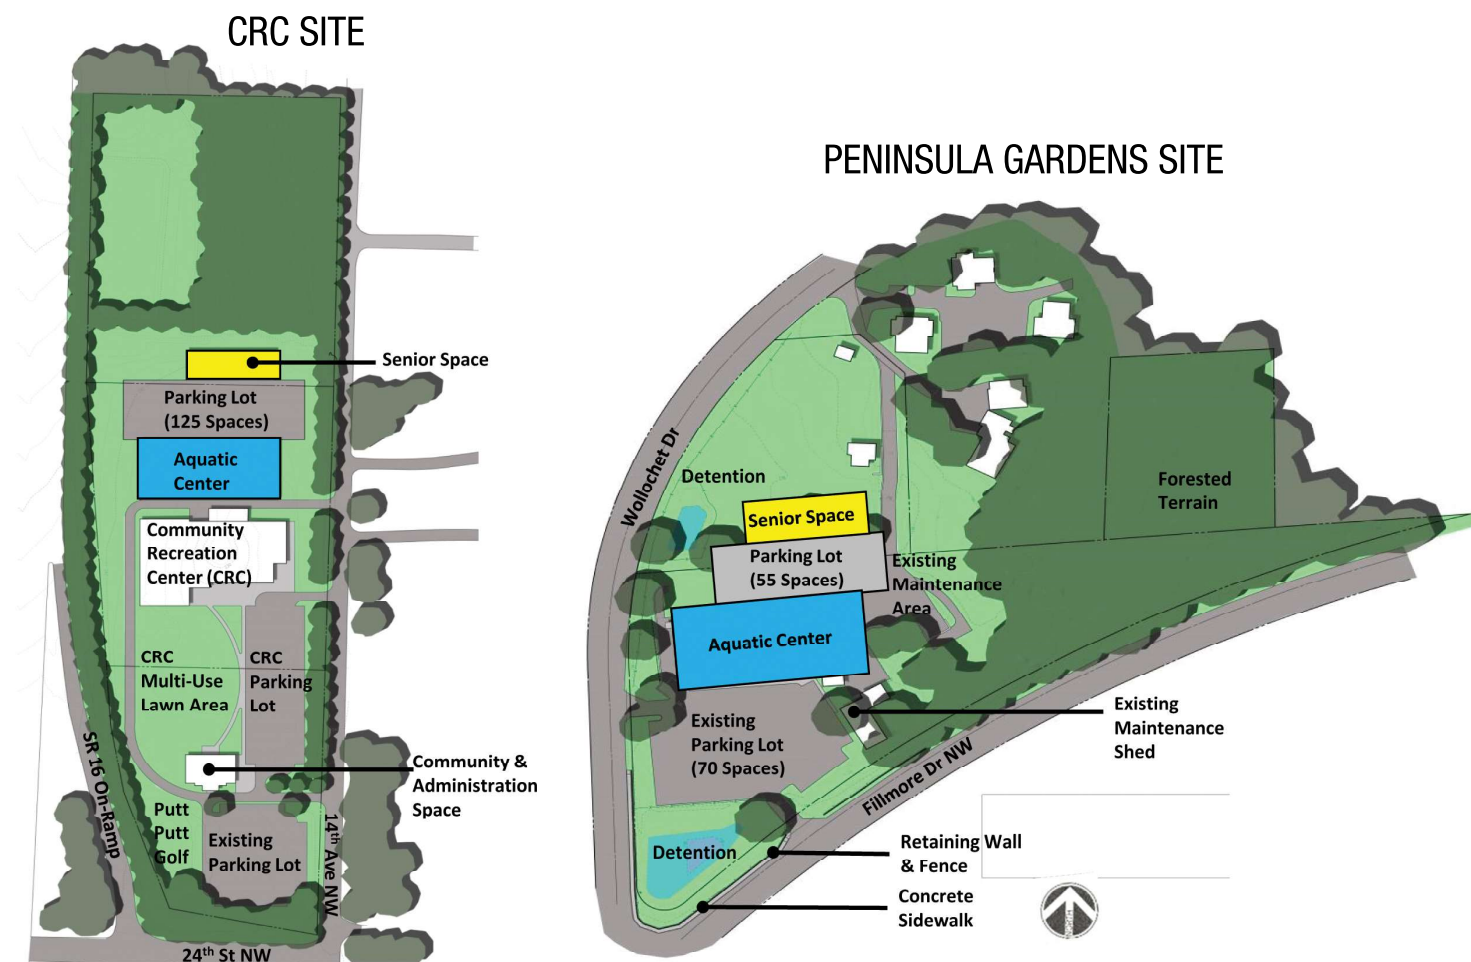 CRC SITE
Senior Space
Parking Lot
(125 Spaces)
Aquatic
Center
Community
Recreation
Center (CRC)
CRC
Multi-Use
Lawn Area
CRC
Parking
Lot
SR 16 On-Ramp
Community &
Administration
Space
Putt
Putt
Golf
Existing
Parking Lot
14th Ave NW
24th St NW
PENINSULA GARDENS SITE
Wollochet Dr
Detention
Senior Space
Parking Lot
(55 Spaces)
Existing
Maintenance
Area
Aquatic Center
Forested
Terrain
Existing
Parking Lot
(70 Spaces)
Existing
Maintenance
Shed
Fillmore Dr NW
Detention
Retaining Wall
& Fence
Concrete
Sidewalk